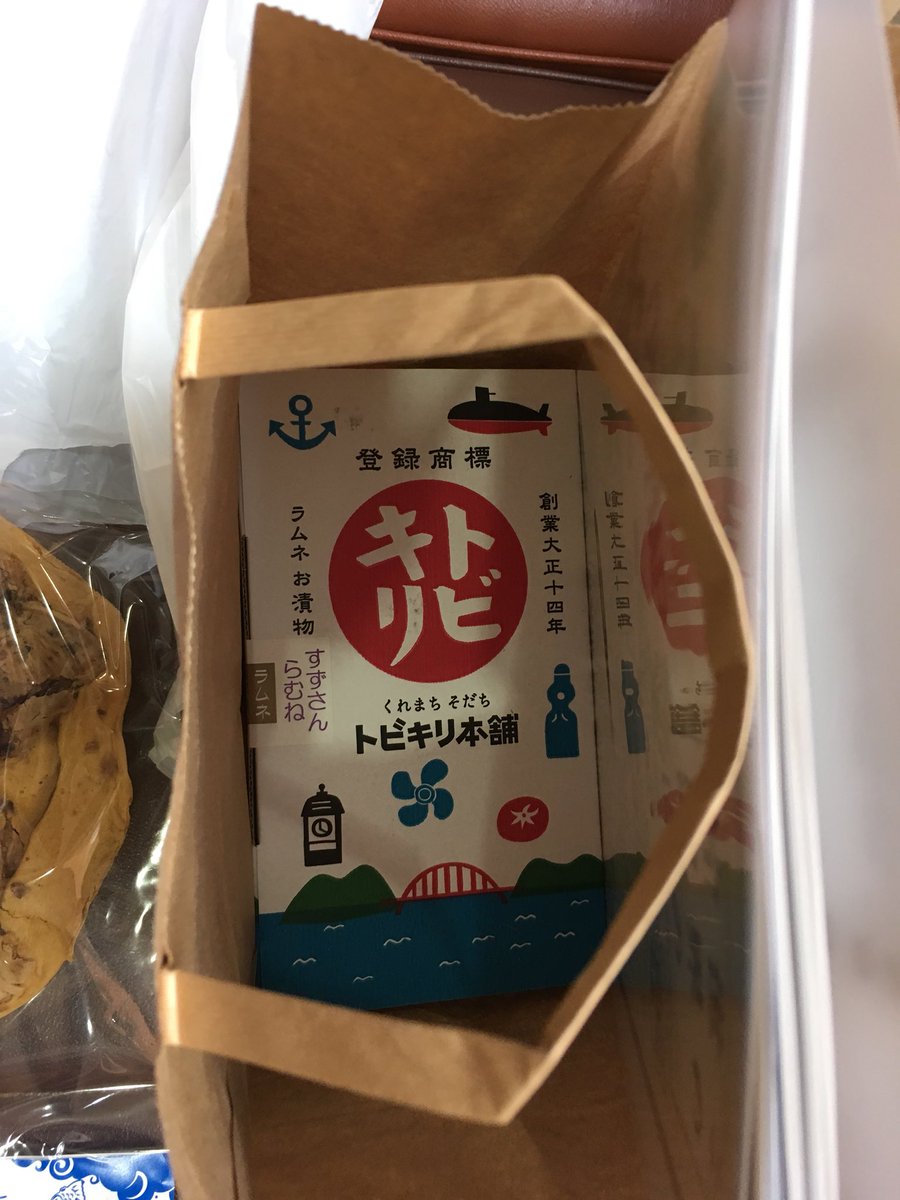 登録商標
創業大正十四年
トビ
キリ
ラムネお漬物
すずさん
らむね
ラムネ
くれまち そだち
トビキリ本舗